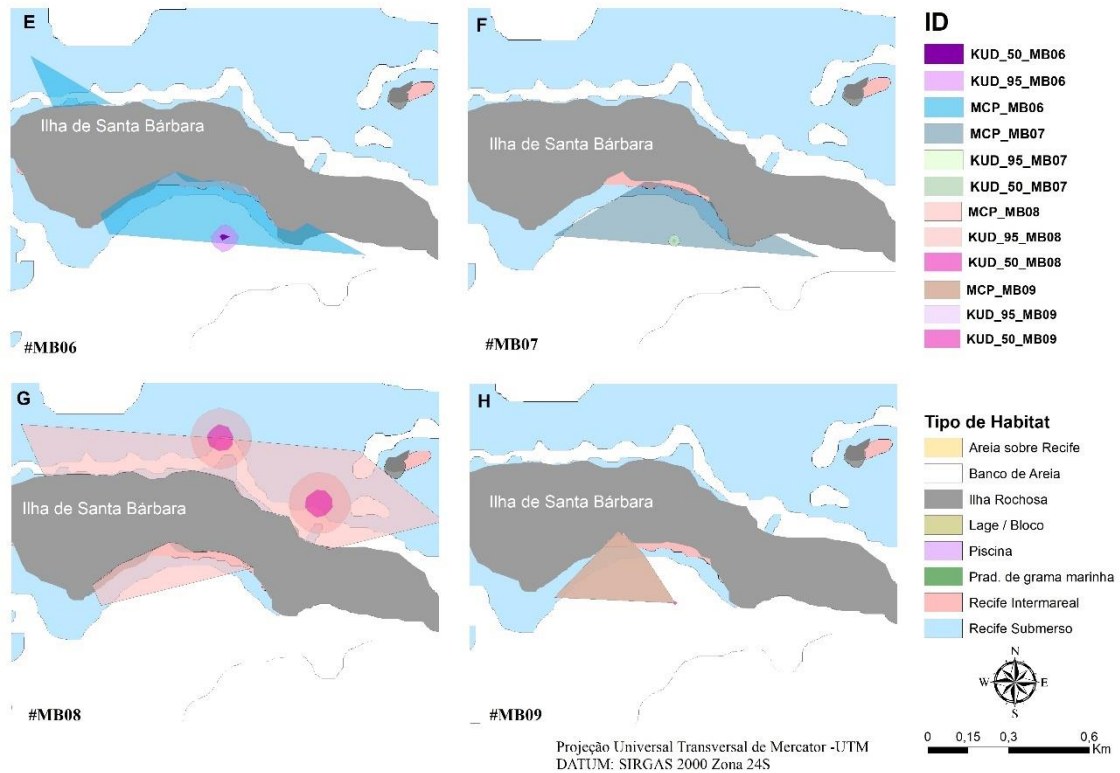 E
Ilha de Santa Bárbara
#MB06
F
Ilha de Santa Bárbara
#MB07
G
Ilha de Santa Bárbara
#MB08
H
Ilha de Santa Bárbara
#MB09
ID
KUD_50_MB06
KUD_95_MB06
MCP_MB06
MCP_MB07
KUD_95_MB07
KUD_50_MB07
MCP_MB08
KUD_95_MB08
KUD_50_MB08
MCP_MB09
KUD_95_MB09
KUD_50_MB09
Tipo de Habitat
Areia sobre Recife
Banco de Areia
Ilha Rochosa
Lage / Bloco
Piscina
Prad. de grama marinha
Recife Intermareal
Recife Submerso
N
W E
S
0 0,15 0,3 0,6
Km
Projeção Universal Transversal de Mercator -UTM
DATUM: SIRGAS 2000 Zona 24S